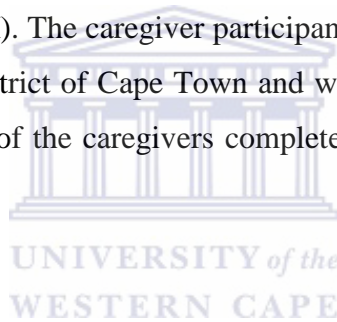 ). The caregiver participan
trict of Cape Town and w
of the caregivers complete
UNIVERSITY of the
WESTERN CAPE